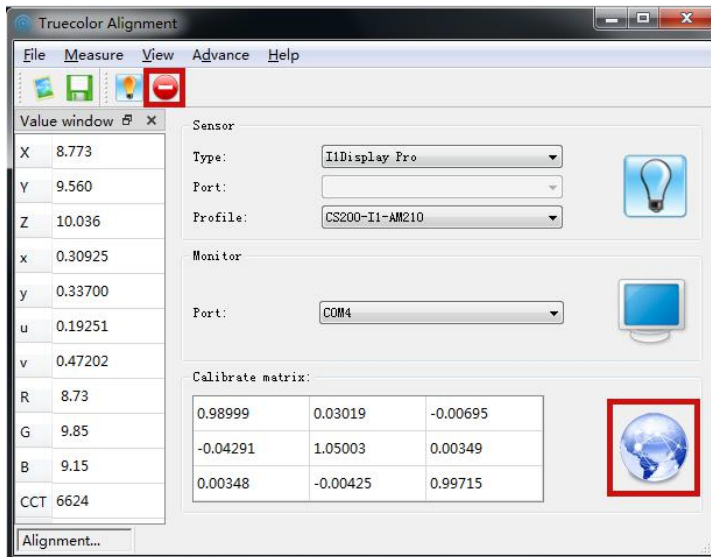 Truecolor Alignment
File Measure View Advance Help
Value window
X 8.773
Y 9.560
Z 10.036
x 0.30925
y 0.33700
u 0.19251
v 0.47202
R 8.73
G 9.85
B 9.15
CCT 6624
Sensor
Type: I1Display Pro
Port:
Profile: CS200-I1-AM210
Monitor
Port: COM4
Calibrate matrix:
0.98999 0.03019 -0.00695
-0.04291 1.05003 0.00349
0.00348 -0.00425 0.99715
Alignment...